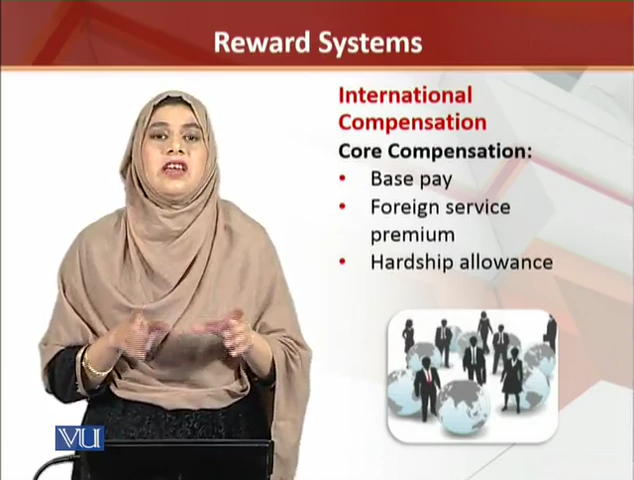 Reward Systems
International
Compensation
Core Compensation:
• Base pay
• Foreign service
premium
• Hardship allowance
VU